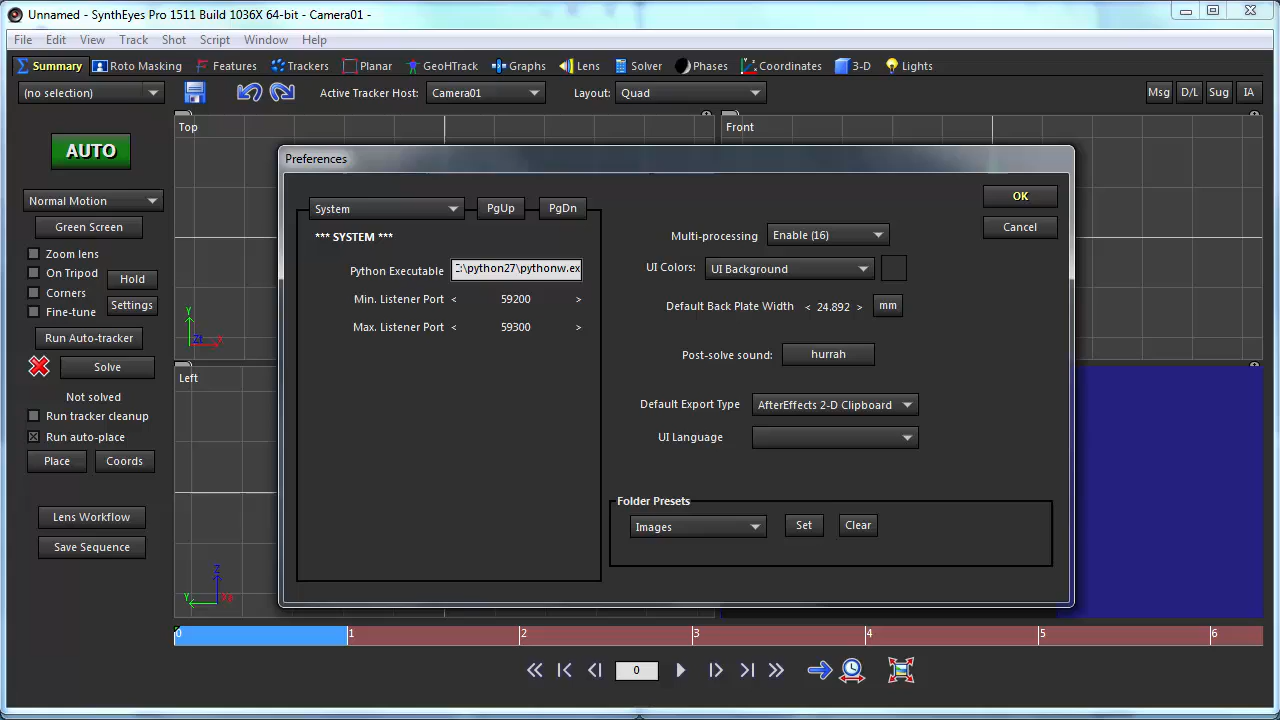 Unnamed - SynthEyes Pro 1511 Build 1036X 64-bit - Camera01 -
File Edit View Track Shot Script Window Help
Summary Roto Masking Features Trackers Planar GeoHTrack Graphs Lens Solver Phases Coordinates 3-D Lights
(no selection) Active Tracker Host: Camera01 Layout: Quad Msg D/L Sug IA
Top Front
AUTO
Preferences
Normal Motion
Green Screen
Zoom lens
On Tripod
Corners
Fine-tune
Hold
Settings
Run Auto-tracker
Solve
Not solved
Run tracker cleanup
Run auto-place
Place Coords
Lens Workflow
Save Sequence
System PgUp PgDn
*** SYSTEM ***
Python Executable :\python27\pythonw.ex
Min. Listener Port < 59200 >
Max. Listener Port < 59300 >
OK
Cancel
Multi-processing Enable (16)
UI Colors: UI Background
Default Back Plate Width < 24.892 > mm
Post-solve sound: hurrah
Default Export Type AfterEffects 2-D Clipboard
UI Language
Folder Presets
Images Set Clear
Y
X
Left
Z
Y
0 1 2 3 4 5 6
0